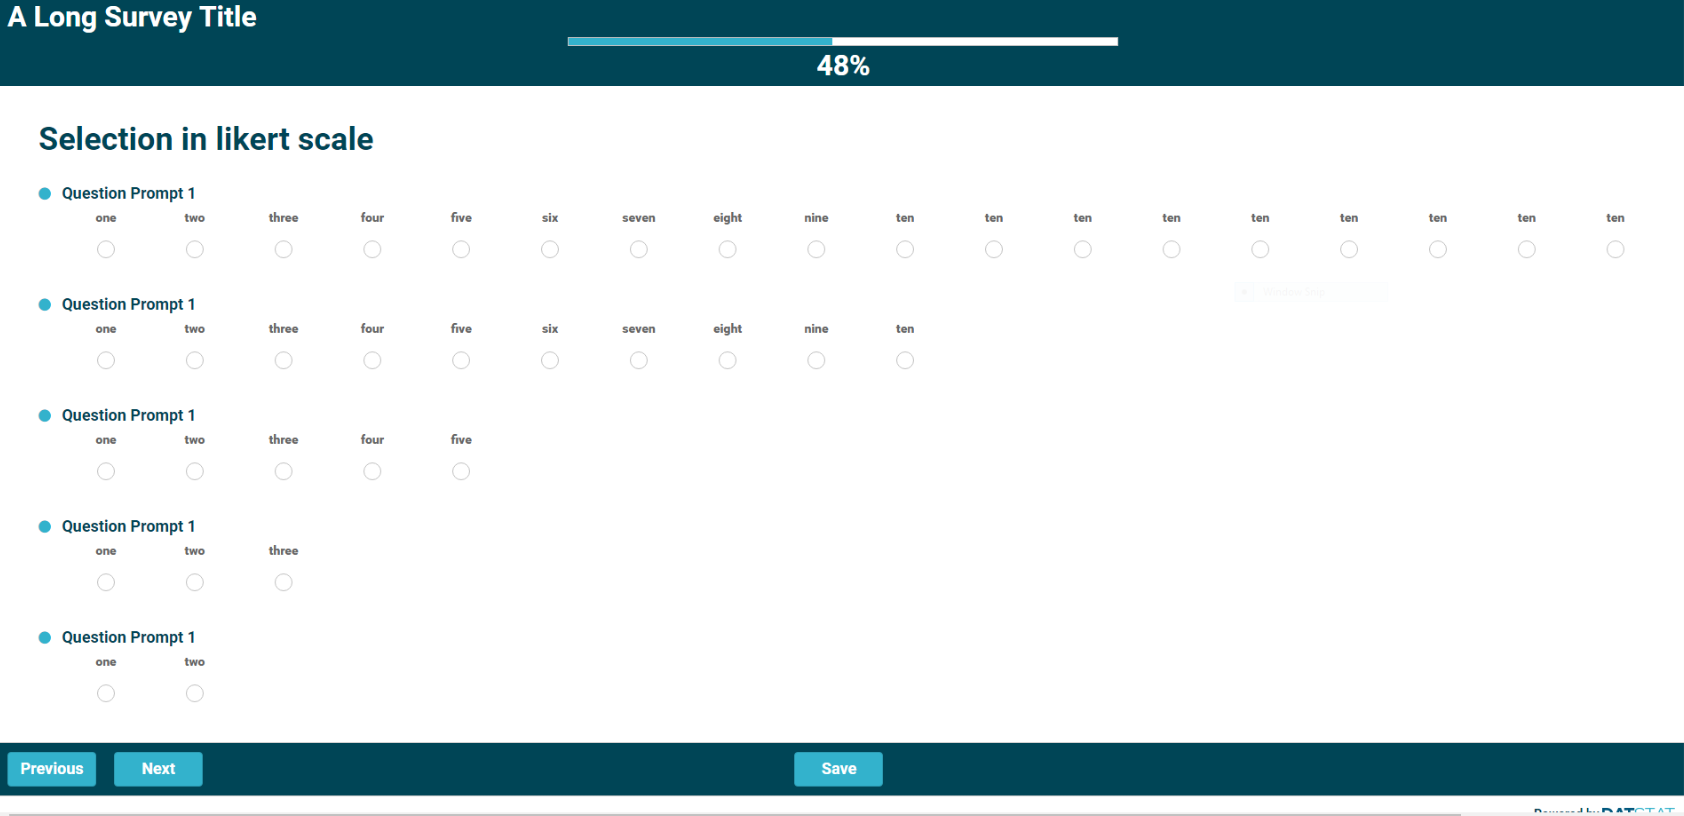 A Long Survey Title
48%
Selection in likert scale
Question Prompt 1
one two three four five six seven eight nine ten ten ten ten ten ten ten ten ten
Question Prompt 1
one two three four five six seven eight nine ten
Question Prompt 1
one two three four five
Question Prompt 1
one two three
Question Prompt 1
one two
Previous Next Save
Powered by DATSTAT